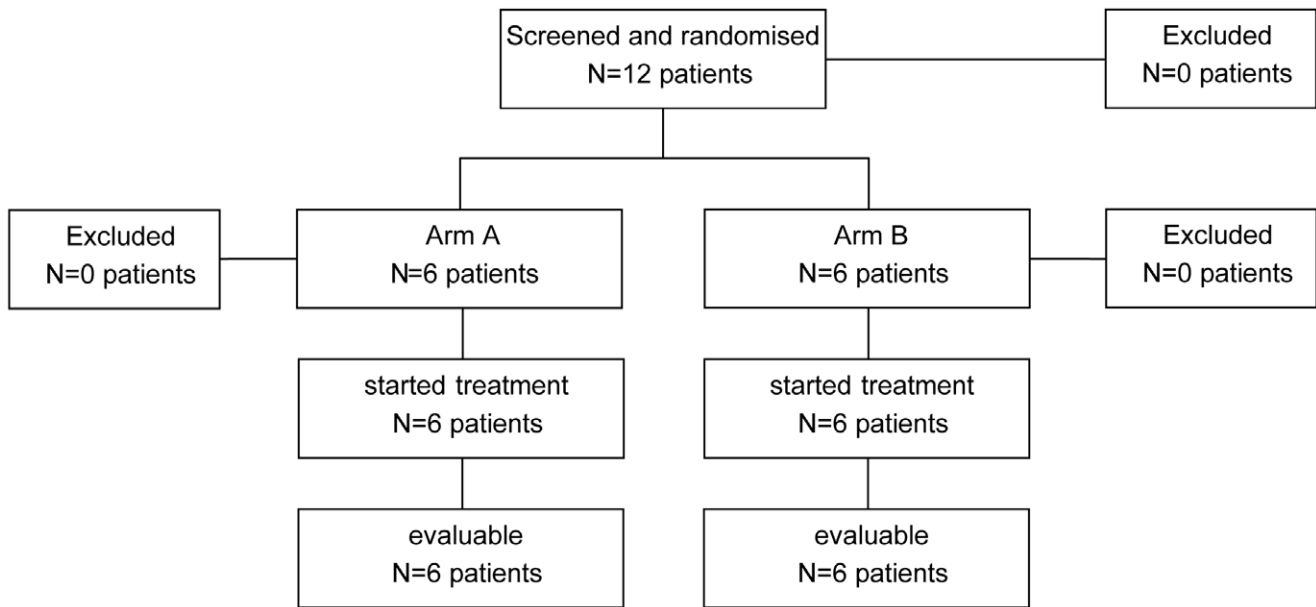 Screened and randomised
N=12 patients
Excluded
N=0 patients
Excluded
N=0 patients
Arm A
N=6 patients
Arm B
N=6 patients
Excluded
N=0 patients
started treatment
N=6 patients
started treatment
N=6 patients
evaluable
N=6 patients
evaluable
N=6 patients